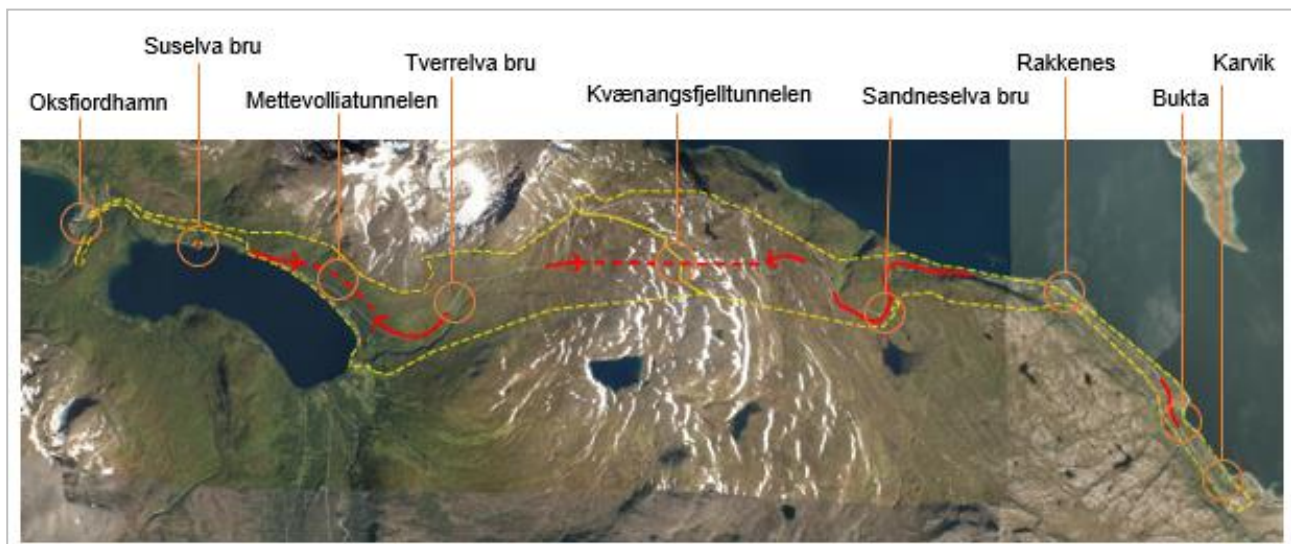 Oksfiordhamn
Suselva bru
Mettevolliatunnelen
Tverrelva bru
Kvænangsfjelltunnelen
Sandneselva bru
Rakkenes
Bukta
Karvik